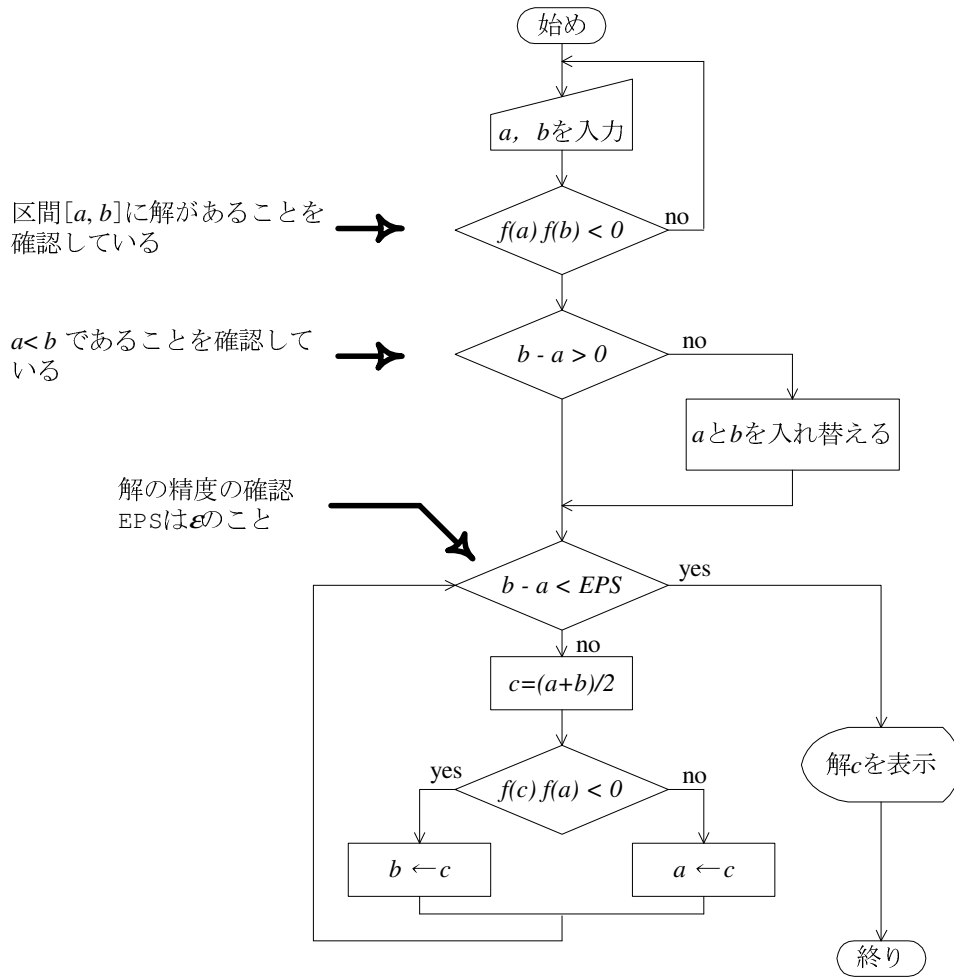 始め
a, bを入力
区間[a, b]に解があることを
確認している
f(a) f(b) < 0
no
a< b であることを確認して
いる
b - a > 0
no
aとbを入れ替える
解の精度の確認
EPSはεのこと
b - a < EPS
yes
no
c=(a+b)/2
yes
f(c) f(a) < 0
no
解cを表示
b ←c
a ←c
終り